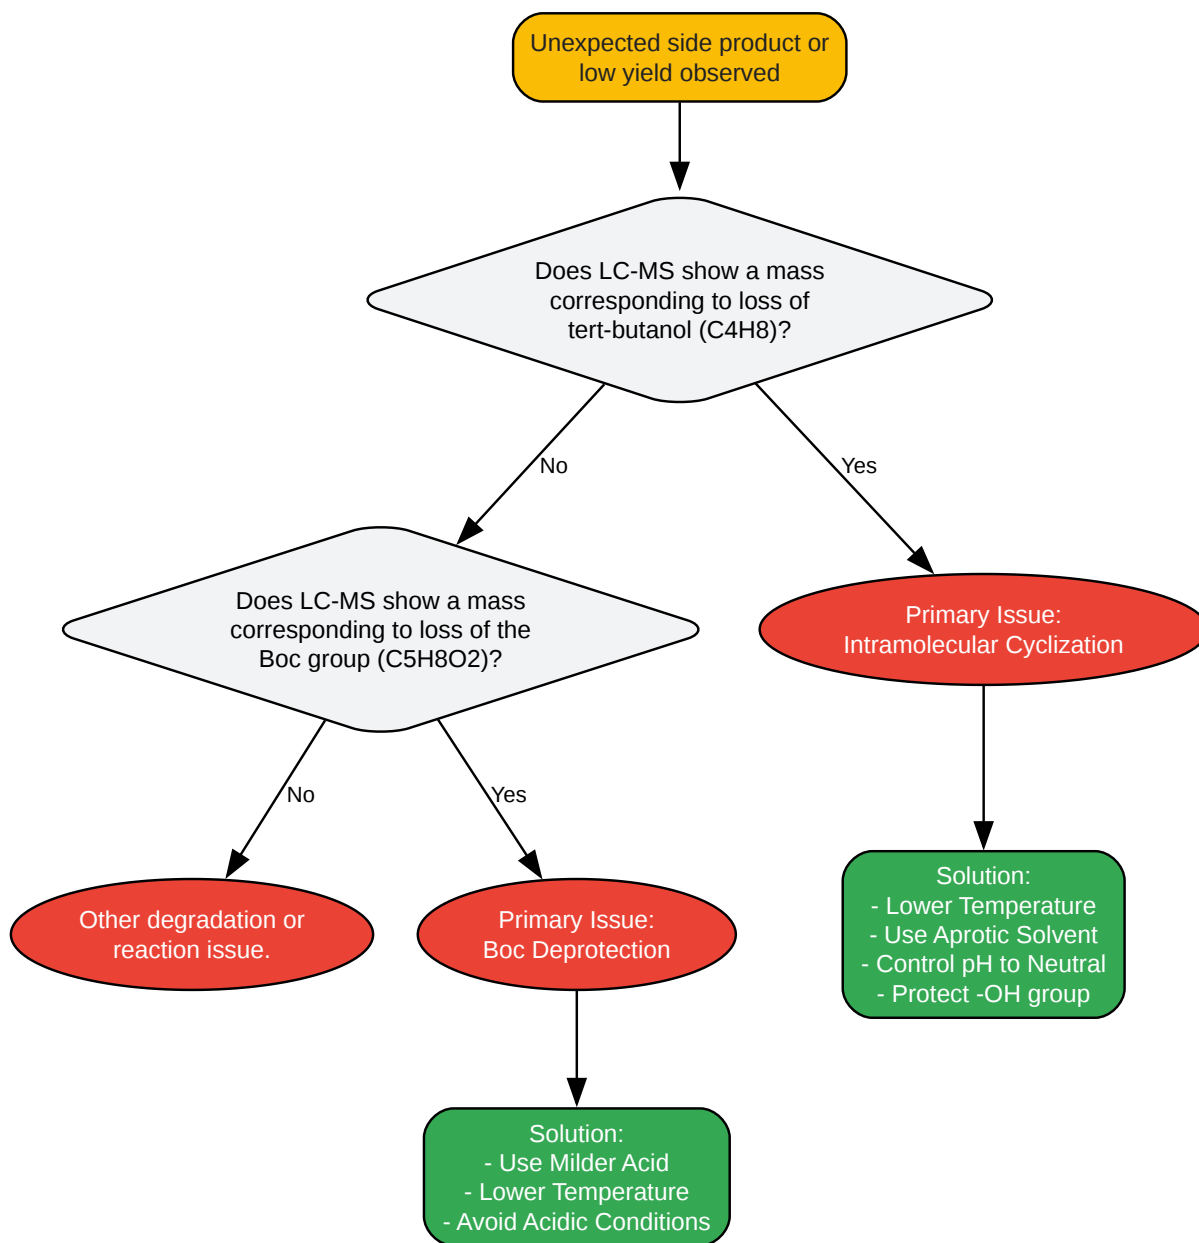 Unexpected side product or
low yield observed
Does LC-MS show a mass
corresponding to loss of
tert-butanol (C4H8)?
No
Yes
Does LC-MS show a mass
corresponding to loss of the
Boc group (C5H8O2)?
Primary Issue:
Intramolecular Cyclization
No
Yes
Other degradation or
reaction issue.
Primary Issue:
Boc Deprotection
Solution:
- Lower Temperature
- Use Aprotic Solvent
- Control pH to Neutral
- Protect -OH group
Solution:
- Use Milder Acid
- Lower Temperature
- Avoid Acidic Conditions